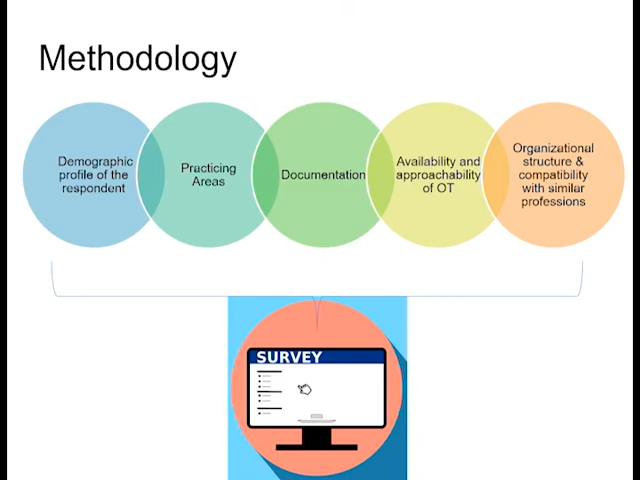 Methodology
Demographic
profile of the
respondent
Practicing
Areas
Documentation
Availability and
approachability
of OT
Organizational
structure &
compatibility
with similar
professions
SURVEY